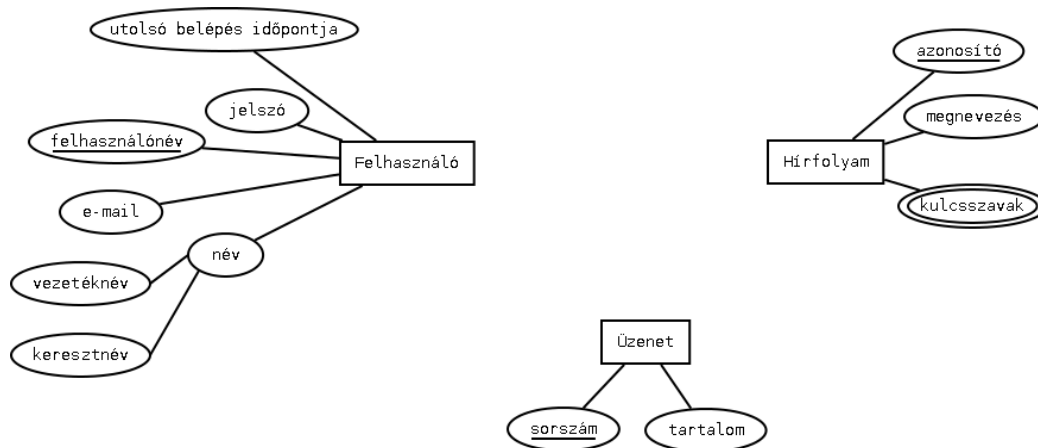 utolsó belépés időpontja
jelszó
felhasználónév
Felhasználó
e-mail
név
vezetéknév
keresztnév
azonosító
megnevezés
Hírfolyam
kulcsszavak
Üzenet
sorszám
tartalom